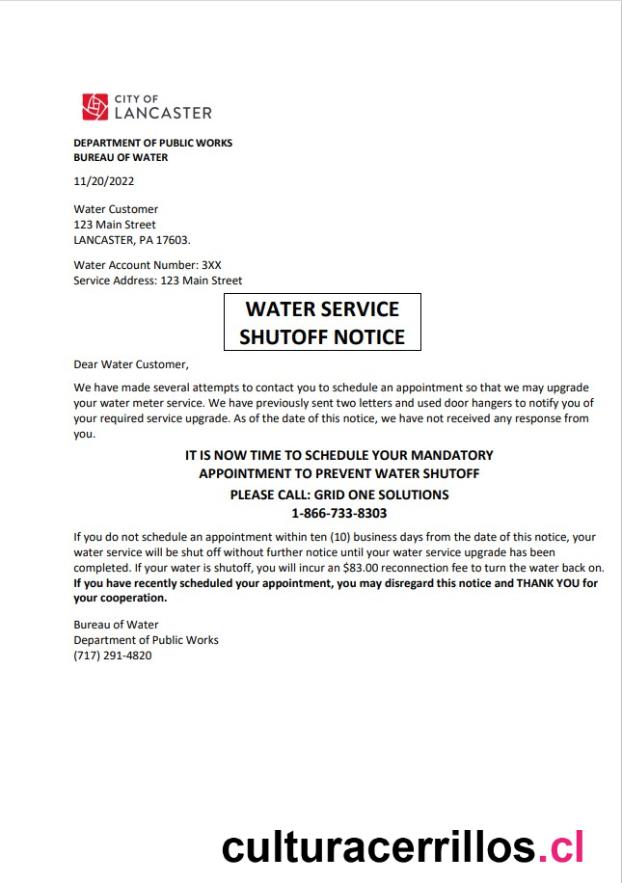 CITY OF
LANCASTER
DEPARTMENT OF PUBLIC WORKS
BUREAU OF WATER
11/20/2022
Water Customer
123 Main Street
LANCASTER, PA 17603.
Water Account Number: 3XX
Service Address: 123 Main Street
WATER SERVICE
SHUTOFF NOTICE
Dear Water Customer,
We have made several attempts to contact you to schedule an appointment so that we may upgrade
your water meter service. We have previously sent two letters and used door hangers to notify you of
your required service upgrade. As of the date of this notice, we have not received any response from
you.
IT IS NOW TIME TO SCHEDULE YOUR MANDATORY
APPOINTMENT TO PREVENT WATER SHUTOFF
PLEASE CALL: GRID ONE SOLUTIONS
1-866-733-8303
If you do not schedule an appointment within ten (10) business days from the date of this notice, your
water service will be shut off without further notice until your water service upgrade has been
completed. If your water is shutoff, you will incur an $83.00 reconnection fee to turn the water back on.
If you have recently scheduled your appointment, you may disregard this notice and THANK YOU for
your cooperation.
Bureau of Water
Department of Public Works
(717) 291-4820
culturacerrillos.cl